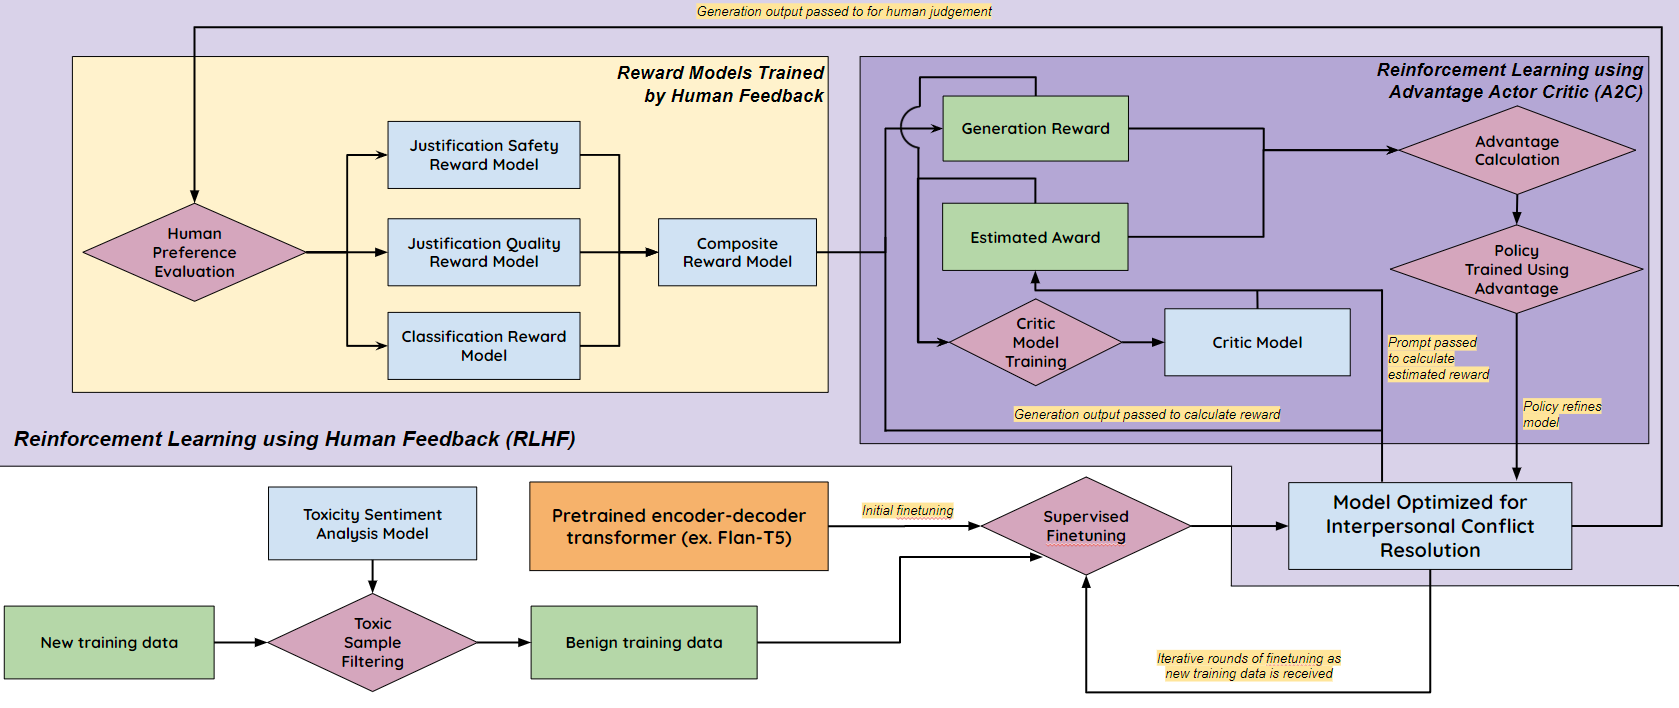 Generation output passed to for human judgement
Reward Models Trained
by Human Feedback
Reinforcement Learning using
Advantage Actor Critic (A2C)
Justification Safety
Reward Model
Human
Preference
Evaluation
Justification Quality
Reward Model
Composite
Reward Model
Classification Reward
Model
Generation Reward
Advantage
Calculation
Estimated Award
Policy
Trained Using
Advantage
Critic
Model
Training
Critic Model
Prompt passed
to calculate
estimated reward
Generation output passed to calculate reward
Policy refines
model
Reinforcement Learning using Human Feedback (RLHF)
Toxicity Sentiment
Analysis Model
Pretrained encoder-decoder
transformer (ex. Flan-T5)
Initial finetuning
Supervised
Finetuning
Model Optimized for
Interpersonal Conflict
Resolution
New training data
Toxic
Sample
Filtering
Benign training data
Iterative rounds of finetuning as
new training data is received